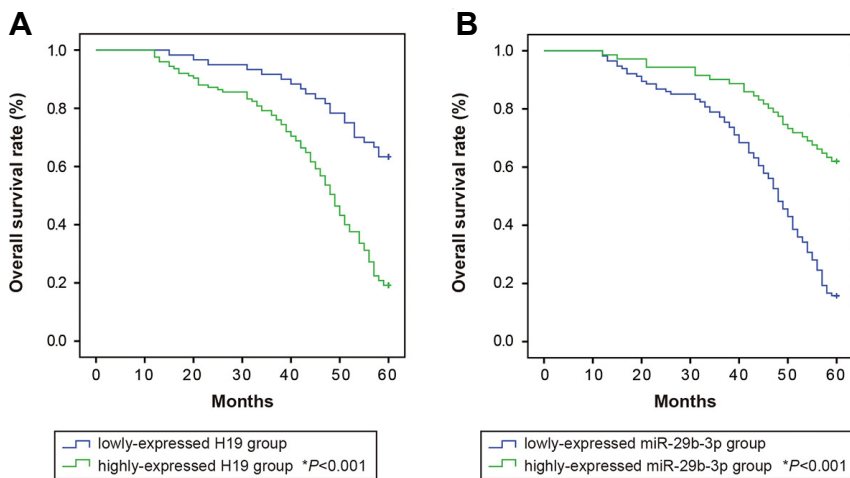 A
Overall survival rate (%)
1.0
0.8
0.6
0.4
0.2
0.0
0 10 20 30 40 50 60
Months
lowly-expressed H19 group
highly-expressed H19 group *P<0.001
B
Overall survival rate (%)
1.0
0.8
0.6
0.4
0.2
0.0
0 10 20 30 40 50 60
Months
lowly-expressed miR-29b-3p group
highly-expressed miR-29b-3p group *P<0.001